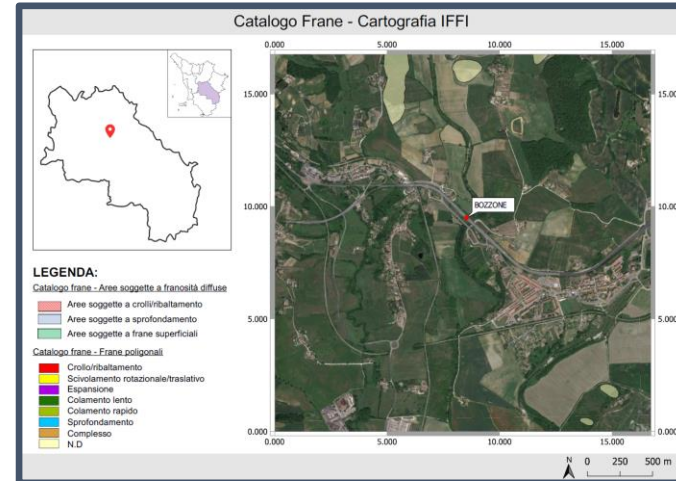 Catalogo Frane - Cartografia IFFI
0.000 5.000 10.000 15.000
15.000 15.000
10.000 10.000
5.000 5.000
0.000 0.000
0.000 5.000 10.000 15.000
BOZZONE
LEGENDA:
Catalogo frane - Aree soggette a franosità diffuse
Aree soggette a crolli/ribaltamento
Aree soggette a sprofondamento
Aree soggette a frane superficiali
Catalogo frane - Frane poligonali
Crollo/ribaltamento
Scivolamento rotazionale/traslativo
Espansione
Colamento lento
Colamento rapido
Sprofondamento
Complesso
N.D
N 0 250 500 m